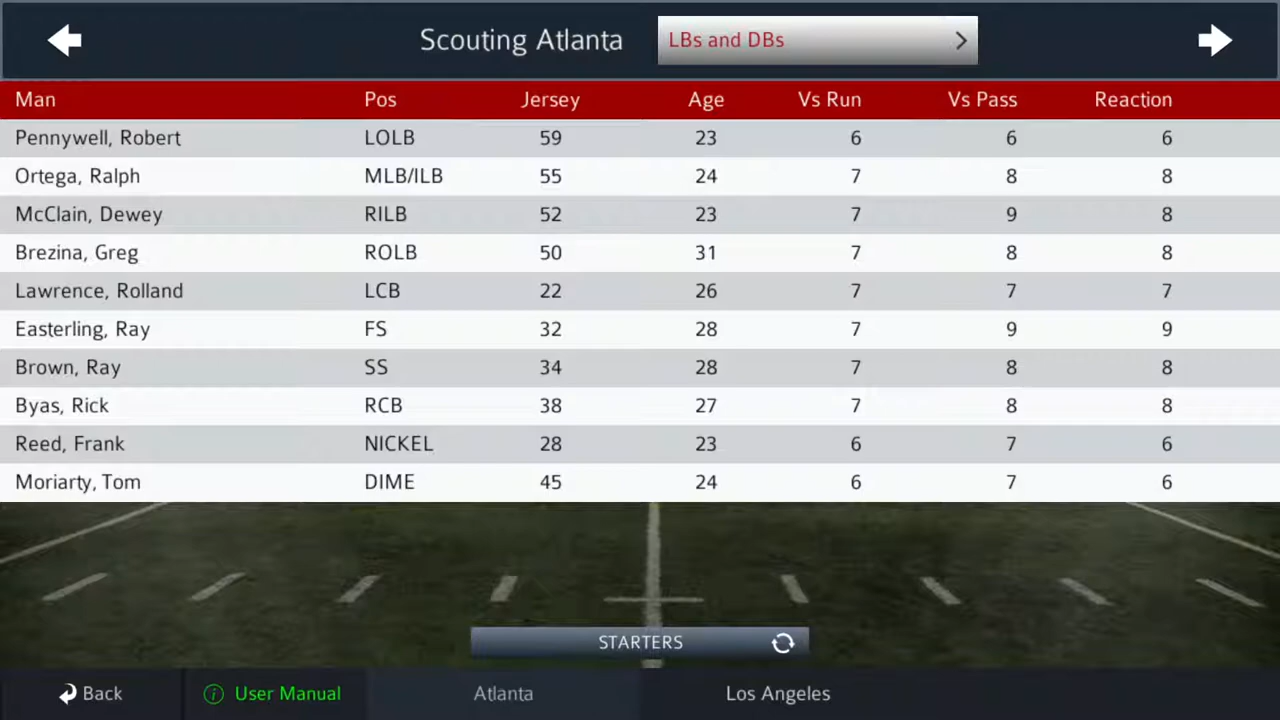 Scouting Atlanta LBs and DBs
Man Pos Jersey Age Vs Run Vs Pass Reaction
Pennywell, Robert LOLB 59 23 6 6 6
Ortega, Ralph MLB/ILB 55 24 7 8 8
McClain, Dewey RILB 52 23 7 9 8
Brezina, Greg ROLB 50 31 7 8 8
Lawrence, Rolland LCB 22 26 7 7 7
Easterling, Ray FS 32 28 7 9 9
Brown, Ray SS 34 28 7 8 8
Byas, Rick RCB 38 27 7 8 8
Reed, Frank NICKEL 28 23 6 7 6
Moriarty, Tom DIME 45 24 6 7 6
STARTERS
Back User Manual Atlanta Los Angeles